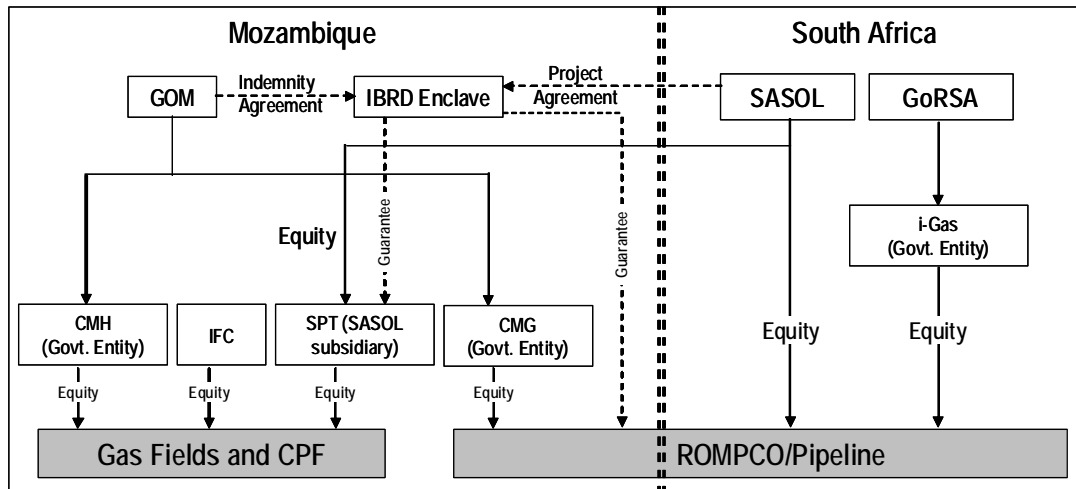 Mozambique
South Africa
GOM
Indemnity
Agreement
IBRD Enclave
Project
Agreement
SASOL
GoRSA
Equity
Guarantee
Guarantee
i-Gas
(Govt. Entity)
CMH
(Govt. Entity)
IFC
SPT (SASOL
subsidiary)
CMG
(Govt. Entity)
Equity
Equity
Equity
Equity
Equity
Equity
Gas Fields and CPF
ROMPCO/Pipeline